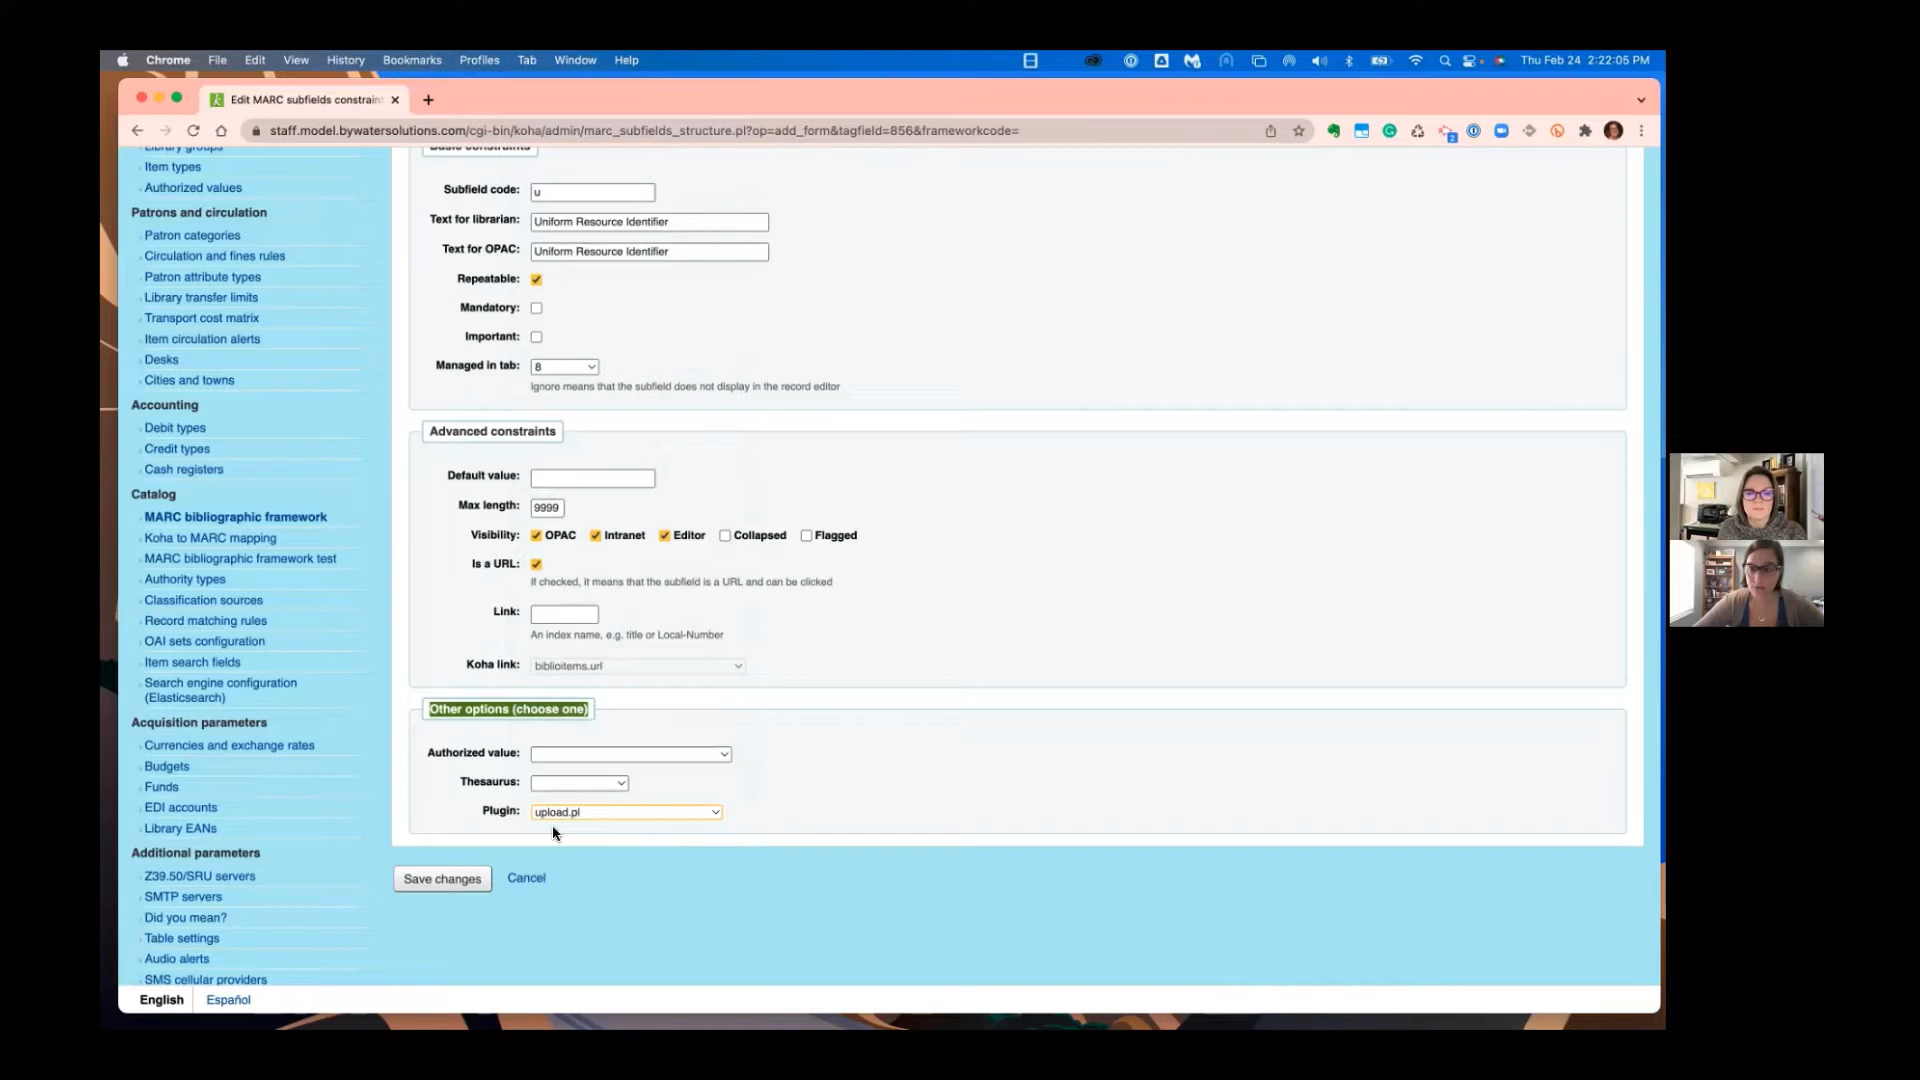 Chrome File Edit View History Bookmarks Profiles Tab Window Help Thu Feb 24 2:22:05 PM
Edit MARC subfields constrain
staff.model.bywatersolutions.com/cgi-bin/koha/admin/marc_subfields_structure.pl?op=add_form&tagfield=856&frameworkcode=
2
Library groups
Item types
Authorized values
Patrons and circulation
Patron categories
Circulation and fines rules
Patron attribute types
Library transfer limits
Transport cost matrix
Item circulation alerts
Desks
Cities and towns
Accounting
Debit types
Credit types
Cash registers
Catalog
MARC bibliographic framework
Koha to MARC mapping
MARC bibliographic framework test
Authority types
Classification sources
Record matching rules
OAI sets configuration
Item search fields
Search engine configuration
(Elasticsearch)
Acquisition parameters
Currencies and exchange rates
Budgets
Funds
EDI accounts
Library EANs
Additional parameters
Z39.50/SRU servers
SMTP servers
Did you mean?
Table settings
Audio alerts
SMS cellular providers
Basic constraints
Subfield code: u
Text for librarian: Uniform Resource Identifier
Text for OPAC: Uniform Resource Identifier
Repeatable:
Mandatory:
Important:
Managed in tab: 8
Ignore means that the subfield does not display in the record editor
Advanced constraints
Default value:
Max length: 9999
Visibility: OPAC Intranet Editor Collapsed Flagged
Is a URL:
If checked, it means that the subfield is a URL and can be clicked
Link:
An index name, e.g. title or Local-Number
Koha link: biblioitems.url
Other options (choose one)
Authorized value:
Thesaurus:
Plugin: upload.pl
Save changes Cancel
English Español